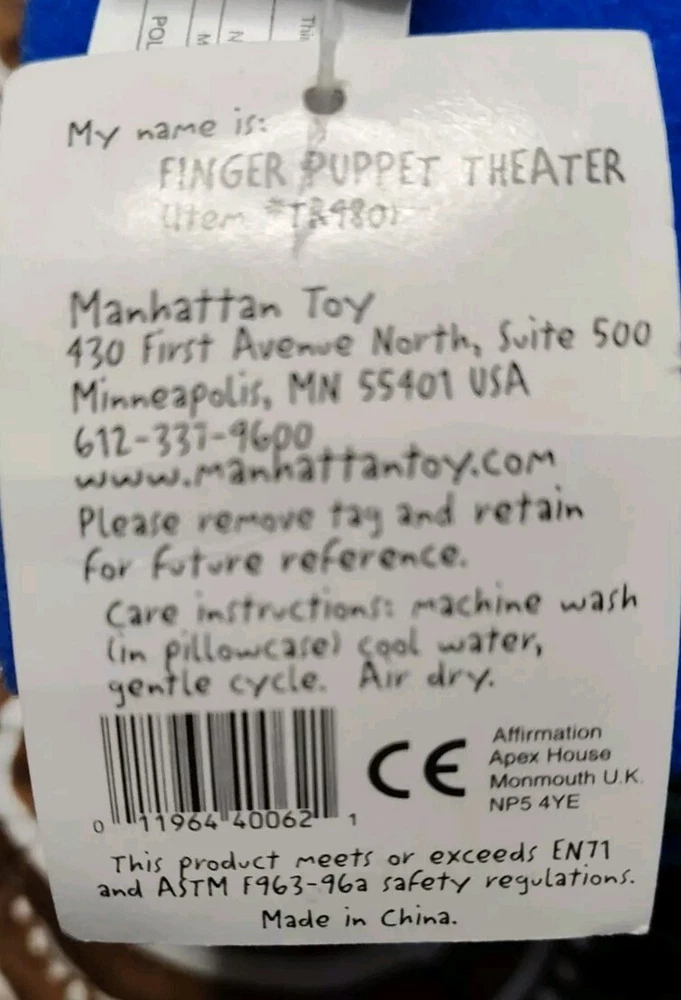 POL
M
N
Thi
My name is:
FINGER PUPPET THEATER
(Item
Manhattan Toy
430 First Avenue North, Suite 500
Minneapolis, MN 55401 USA
612-337-9600
www.manhattantoy.com
Please remove tag and retain
for future reference.
Care instructions: machine wash
(in pillowcase) cool water,
gentle cycle. Air dry.
CE
Affirmation
Apex House
Monmouth U.K.
NP5 4YE
0 11964 40062 1
This product meets or exceeds EN71
and ASTM F963-96a safety regulations.
Made in China.